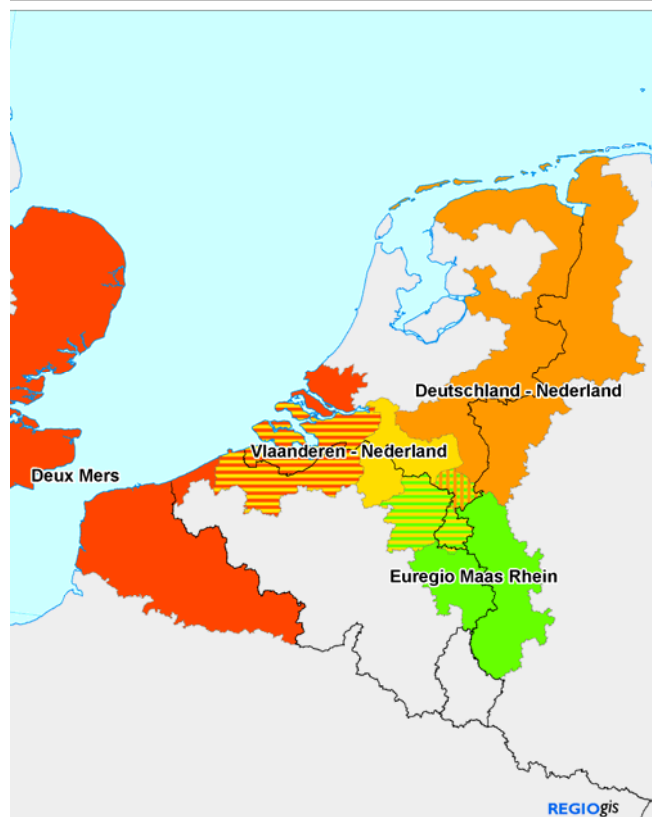 Deutschland - Nederland
Vlaanderen - Nederland
Deux Mers
Euregio Maas Rhein
REGIOgis